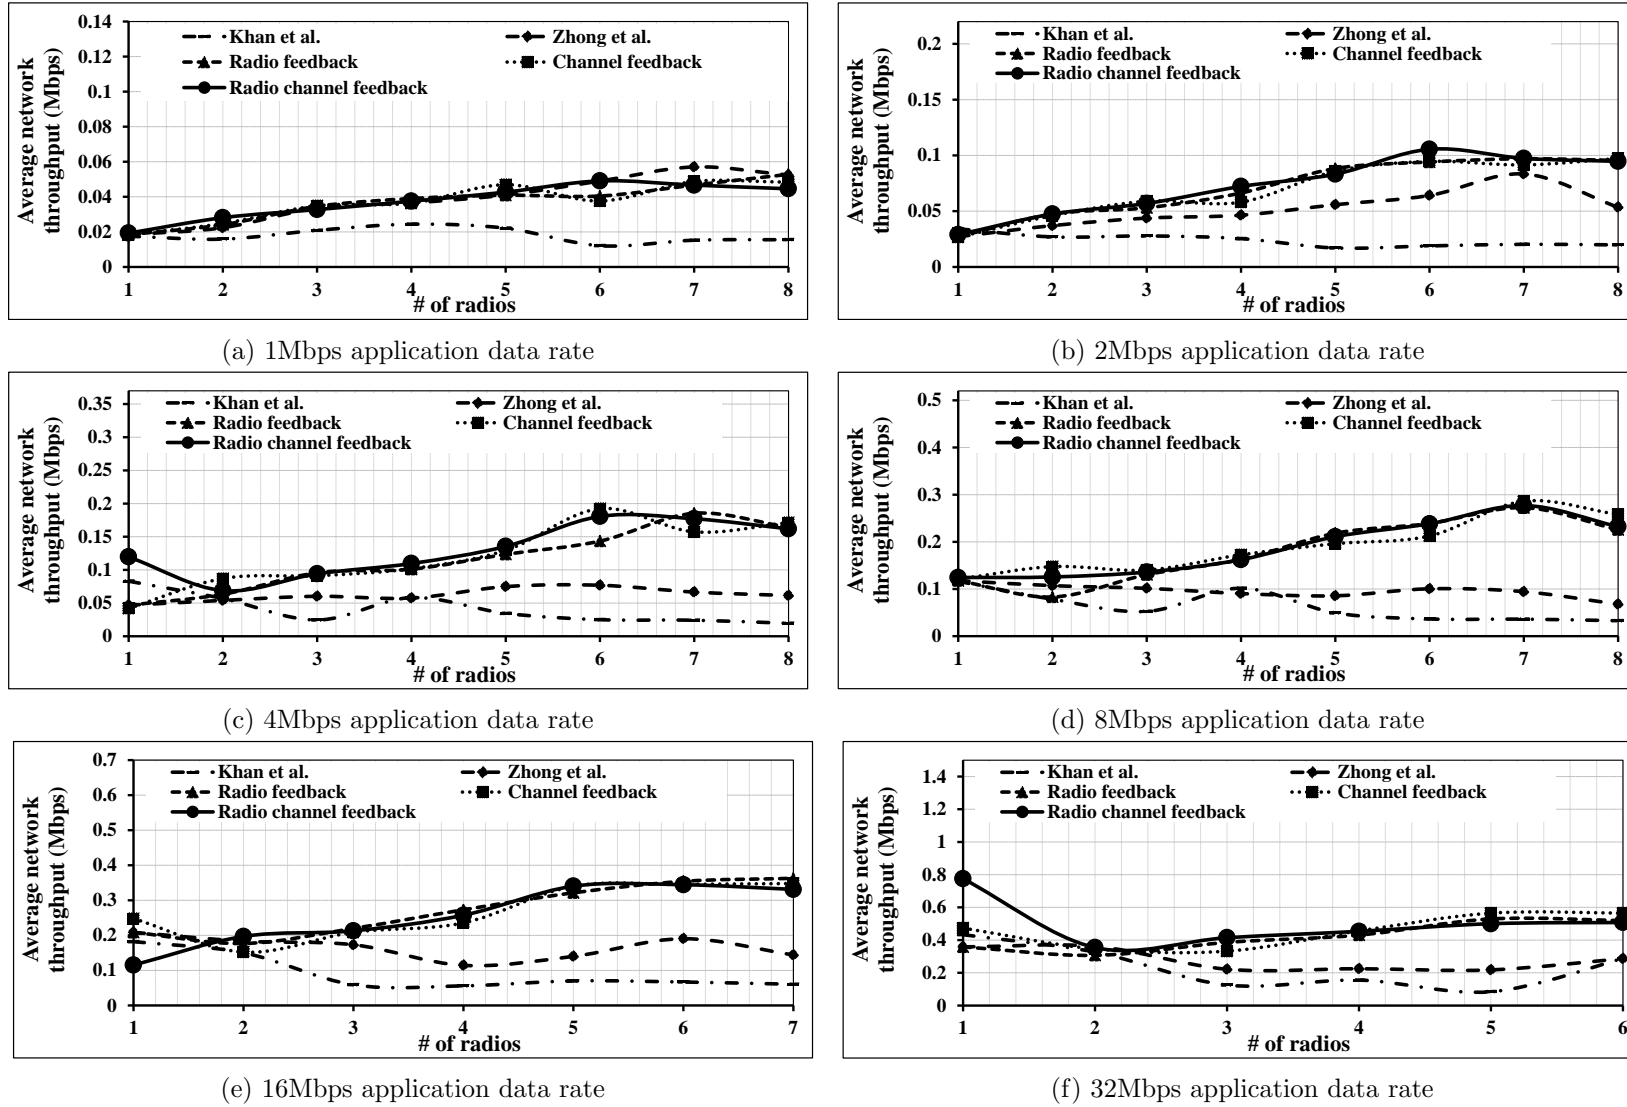 Average network
throughput (Mbps)
0.14
0.12
0.1
0.08
0.06
0.04
0.02
0
Khan et al.
Zhong et al.
Radio feedback
Channel feedback
Radio channel feedback
1 2 3 4 5 6 7 8
# of radios
(a) 1Mbps application data rate
Average network
throughput (Mbps)
0.2
0.15
0.1
0.05
0
Khan et al.
Zhong et al.
Radio feedback
Channel feedback
Radio channel feedback
1 2 3 4 5 6 7 8
# of radios
(b) 2Mbps application data rate
Average network
throughput (Mbps)
0.35
0.3
0.25
0.2
0.15
0.1
0.05
0
Khan et al.
Zhong et al.
Radio feedback
Channel feedback
Radio channel feedback
1 2 3 4 5 6 7 8
# of radios
(c) 4Mbps application data rate
Average network
throughput (Mbps)
0.5
0.4
0.3
0.2
0.1
0
Khan et al.
Zhong et al.
Radio feedback
Channel feedback
Radio channel feedback
1 2 3 4 5 6 7 8
# of radios
(d) 8Mbps application data rate
Average network
throughput (Mbps)
0.7
0.6
0.5
0.4
0.3
0.2
0.1
0
Khan et al.
Zhong et al.
Radio feedback
Channel feedback
Radio channel feedback
1 2 3 4 5 6 7
# of radios
(e) 16Mbps application data rate
Average network
throughput (Mbps)
1.4
1.2
1
0.8
0.6
0.4
0.2
0
Khan et al.
Zhong et al.
Radio feedback
Channel feedback
Radio channel feedback
1 2 3 4 5 6
# of radios
(f) 32Mbps application data rate